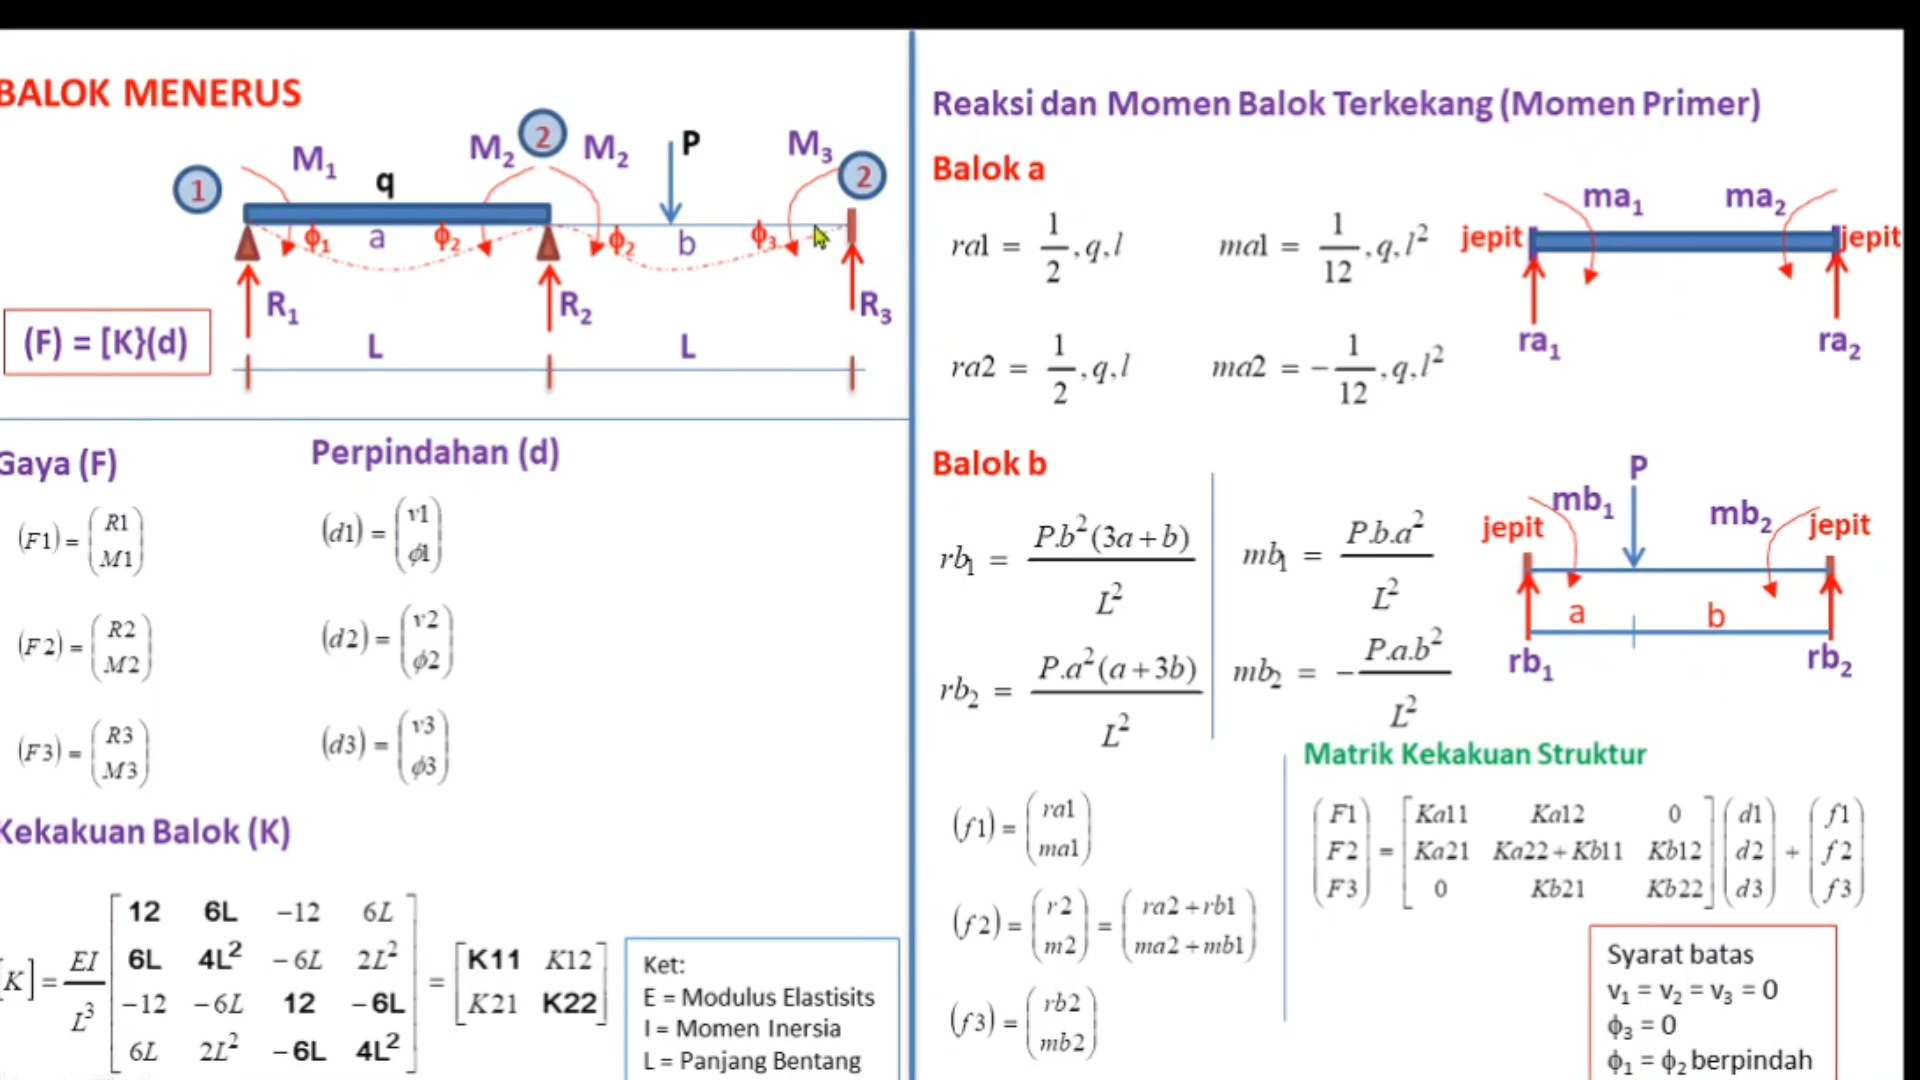 BALOK MENERUS
1
M₁
q
M₂
2
M₂
P
M₃
2
ϕ₁
a
ϕ₂
ϕ₂
b
ϕ₃
R₁
R₂
R₃
(F) = [K}(d)
L
L
Gaya (F)
Perpindahan (d)
(F1) = (R1 M1)
(d1) = (v1 ϕ1)
(F2) = (R2 M2)
(d2) = (v2 ϕ2)
(F3) = (R3 M3)
(d3) = (v3 ϕ3)
Kekakuan Balok (K)
[K] = EI/L³ [12 6L −12 6L
6L 4L² −6L 2L²
−12 −6L 12 −6L
6L 2L² −6L 4L²] = [K11 K12
K21 K22]
Ket:
E = Modulus Elastisits
I = Momen Inersia
L = Panjang Bentang
Reaksi dan Momen Balok Terkekang (Momen Primer)
Balok a
ra1 = 1/2 .q.l
ma1 = 1/12 .q.l²
ra2 = 1/2 .q.l
ma2 = −1/12 .q.l²
ma₁
ma₂
jepit
jepit
ra₁
ra₂
Balok b
rb₁ = P.b²(3a+b)/L²
mb₁ = P.b.a²/L²
rb₂ = P.a²(a+3b)/L²
mb₂ = −P.a.b²/L²
P
mb₁
mb₂
jepit
jepit
a
b
rb₁
rb₂
(f1) = (ra1 ma1)
(f2) = (r2 m2) = (ra2+rb1 ma2+mb1)
(f3) = (rb2 mb2)
Matrik Kekakuan Struktur
(F1 F2 F3) = [Ka11 Ka12 0
Ka21 Ka22+Kb11 Kb12
0 Kb21 Kb22] (d1 d2 d3) + (f1 f2 f3)
Syarat batas
v₁ = v₂ = v₃ = 0
ϕ₃ = 0
ϕ₁ = ϕ₂ berpindah